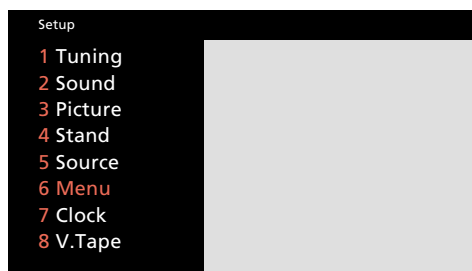 Setup
1 Tuning
2 Sound
3 Picture
4 Stand
5 Source
6 Menu
7 Clock
8 V.Tape